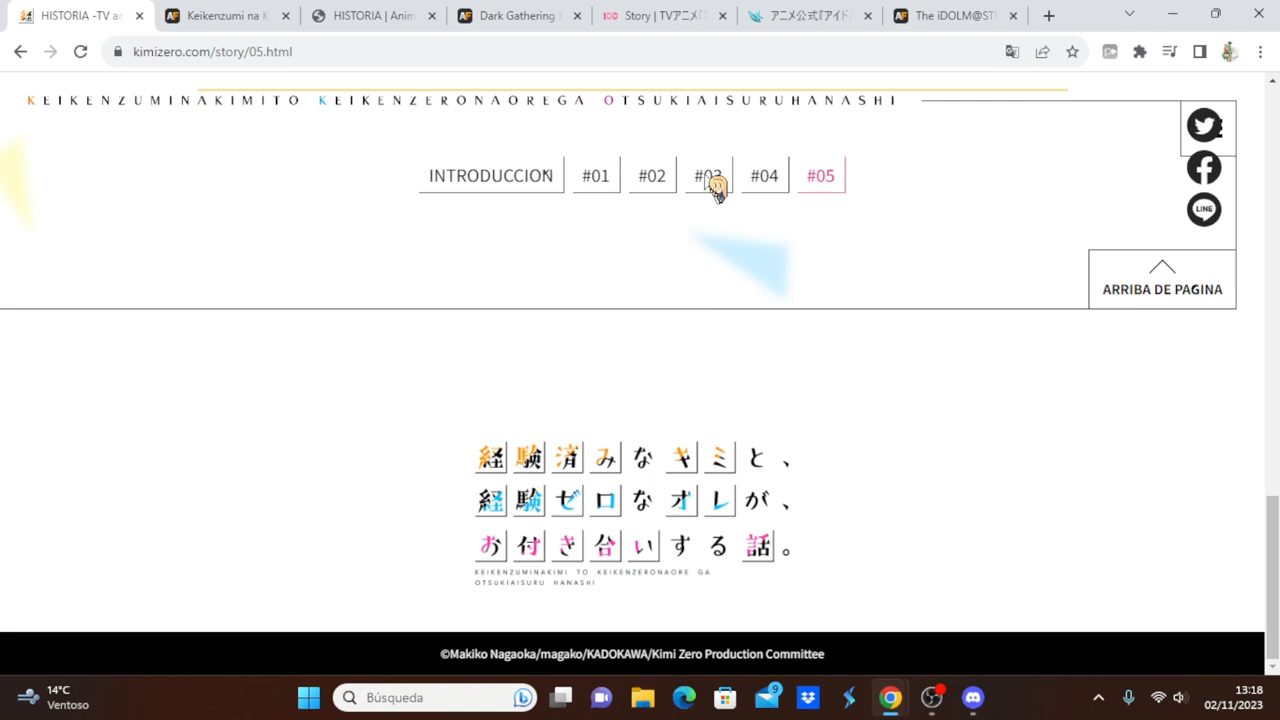 HISTORIA -TV ar
Keikenzumi na K
HISTORIA | Anim
Dark Gathering
Story | TVアニメ「
アニメ公式『アイド
The iDOLM@STE
kimizero.com/story/05.html
KEIKENZUMINAKIMITO KEIKENZERONAOREGA OTSUKIAISURUHANASHI
INTRODUCCION #01 #02 #03 #04 #05
LINE
ARRIBA DE PAGINA
経験済みなキミと、
経験ゼロなオレが、
お付き合いする話。
KEIKENZUMINAKIMI TO KEIKENZERONAORE GA
OTSUKIAISURU HANASHI
©Makiko Nagaoka/magako/KADOKAWA/Kimi Zero Production Committee
14°C
Ventoso
Búsqueda
9
13:18
02/11/2023